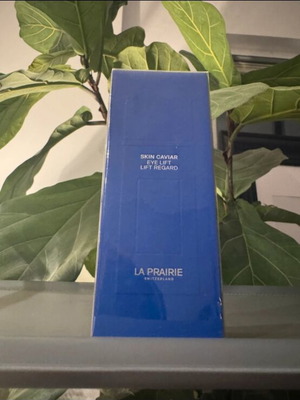 SKIN CAVIAR
EYE LIFT
LIFT REGARD
LA PRAIRIE
SWITZERLAND